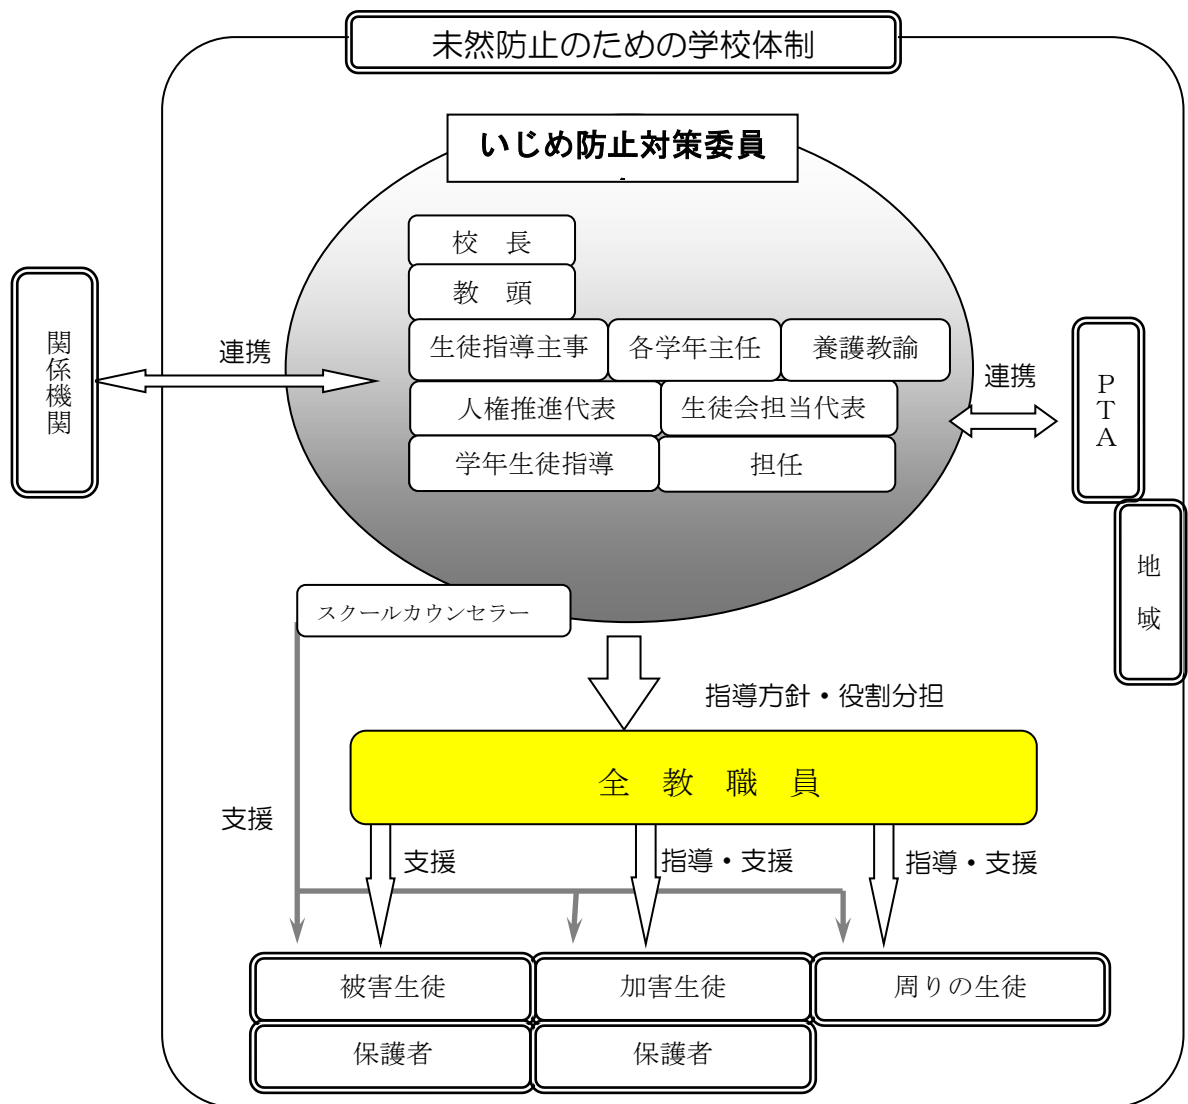 未然防止のための学校体制
いじめ防止対策委員
校　長
教　頭
生徒指導主事
各学年主任
養護教諭
人権推進代表
生徒会担当代表
学年生徒指導
担任
関係機関
連携
連携
PTA
地域
スクールカウンセラー
指導方針・役割分担
全　教　職　員
支援
支援
指導・支援
指導・支援
被害生徒
加害生徒
周りの生徒
保護者
保護者